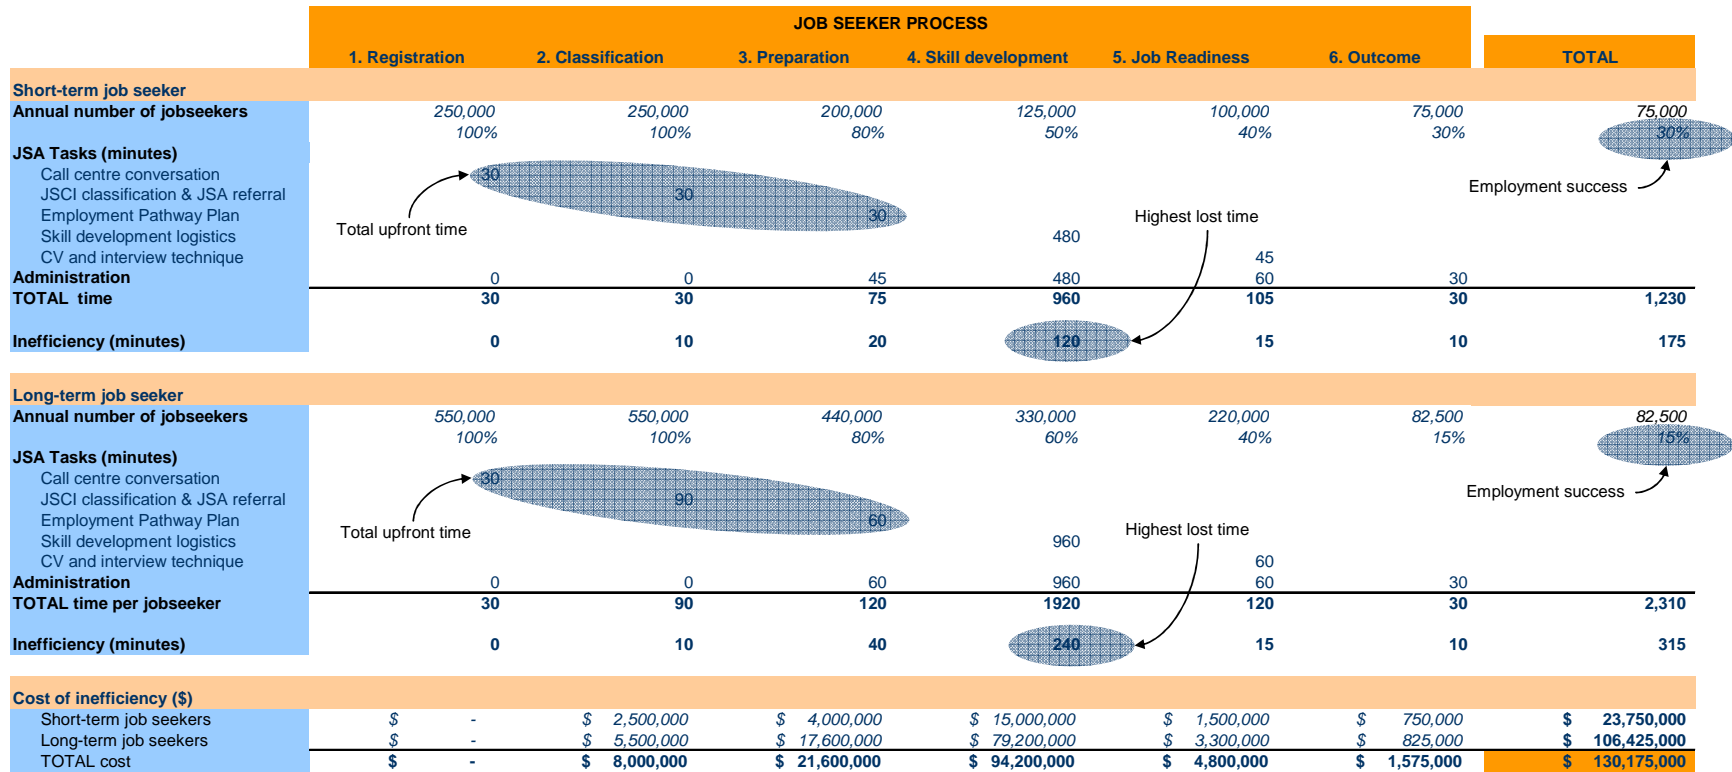 JOB SEEKER PROCESS
1. Registration 2. Classification 3. Preparation 4. Skill development 5. Job Readiness 6. Outcome TOTAL
Short-term job seeker
Annual number of jobseekers 250,000 250,000 200,000 125,000 100,000 75,000 75,000
100% 100% 80% 50% 40% 30% 30%
JSA Tasks (minutes)
Call centre conversation 30
Employment success
JSCI classification & JSA referral 30
Employment Pathway Plan 30
Highest lost time
Total upfront time
Skill development logistics 480
CV and interview technique 45
Administration 0 0 45 480 60 30
TOTAL time 30 30 75 960 105 30 1,230
Inefficiency (minutes) 0 10 20 120 15 10 175
Long-term job seeker
Annual number of jobseekers 550,000 550,000 440,000 330,000 220,000 82,500 82,500
100% 100% 80% 60% 40% 15% 15%
JSA Tasks (minutes)
Call centre conversation 30
Employment success
JSCI classification & JSA referral 90
Employment Pathway Plan 60
Highest lost time
Total upfront time
Skill development logistics 960
CV and interview technique 60
Administration 0 0 60 960 60 30
TOTAL time per jobseeker 30 90 120 1920 120 30 2,310
Inefficiency (minutes) 0 10 40 240 15 10 315
Cost of inefficiency ($)
Short-term job seekers $ - $ 2,500,000 $ 4,000,000 $ 15,000,000 $ 1,500,000 $ 750,000 $ 23,750,000
Long-term job seekers $ - $ 5,500,000 $ 17,600,000 $ 79,200,000 $ 3,300,000 $ 825,000 $ 106,425,000
TOTAL cost $ - $ 8,000,000 $ 21,600,000 $ 94,200,000 $ 4,800,000 $ 1,575,000 $ 130,175,000